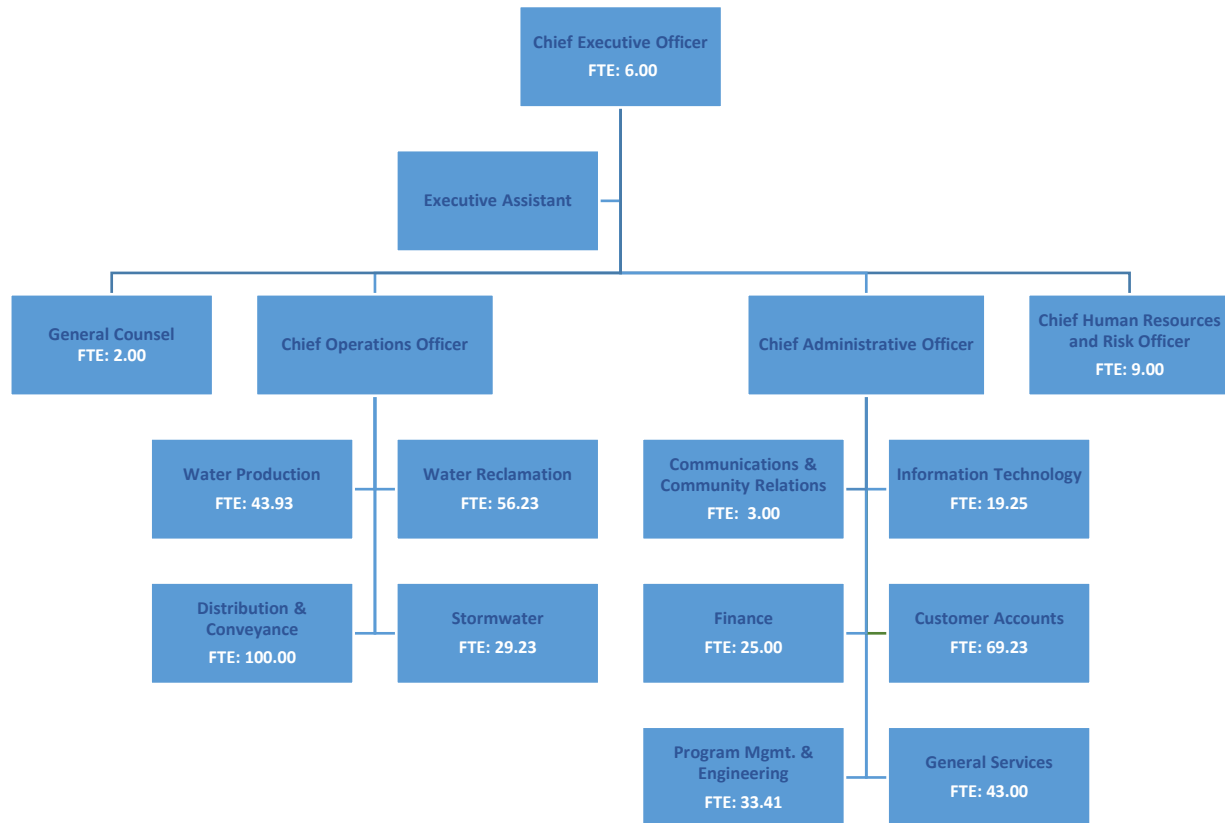 Chief Executive Officer
FTE: 6.00
Executive Assistant
General Counsel
FTE: 2.00
Chief Operations Officer
Chief Administrative Officer
Chief Human Resources
and Risk Officer
FTE: 9.00
Water Production
FTE: 43.93
Water Reclamation
FTE: 56.23
Communications &
Community Relations
FTE:  3.00
Information Technology
FTE: 19.25
Distribution &
Conveyance
FTE: 100.00
Stormwater
FTE: 29.23
Finance
FTE: 25.00
Customer Accounts
FTE: 69.23
Program Mgmt. &
Engineering
FTE: 33.41
General Services
FTE: 43.00